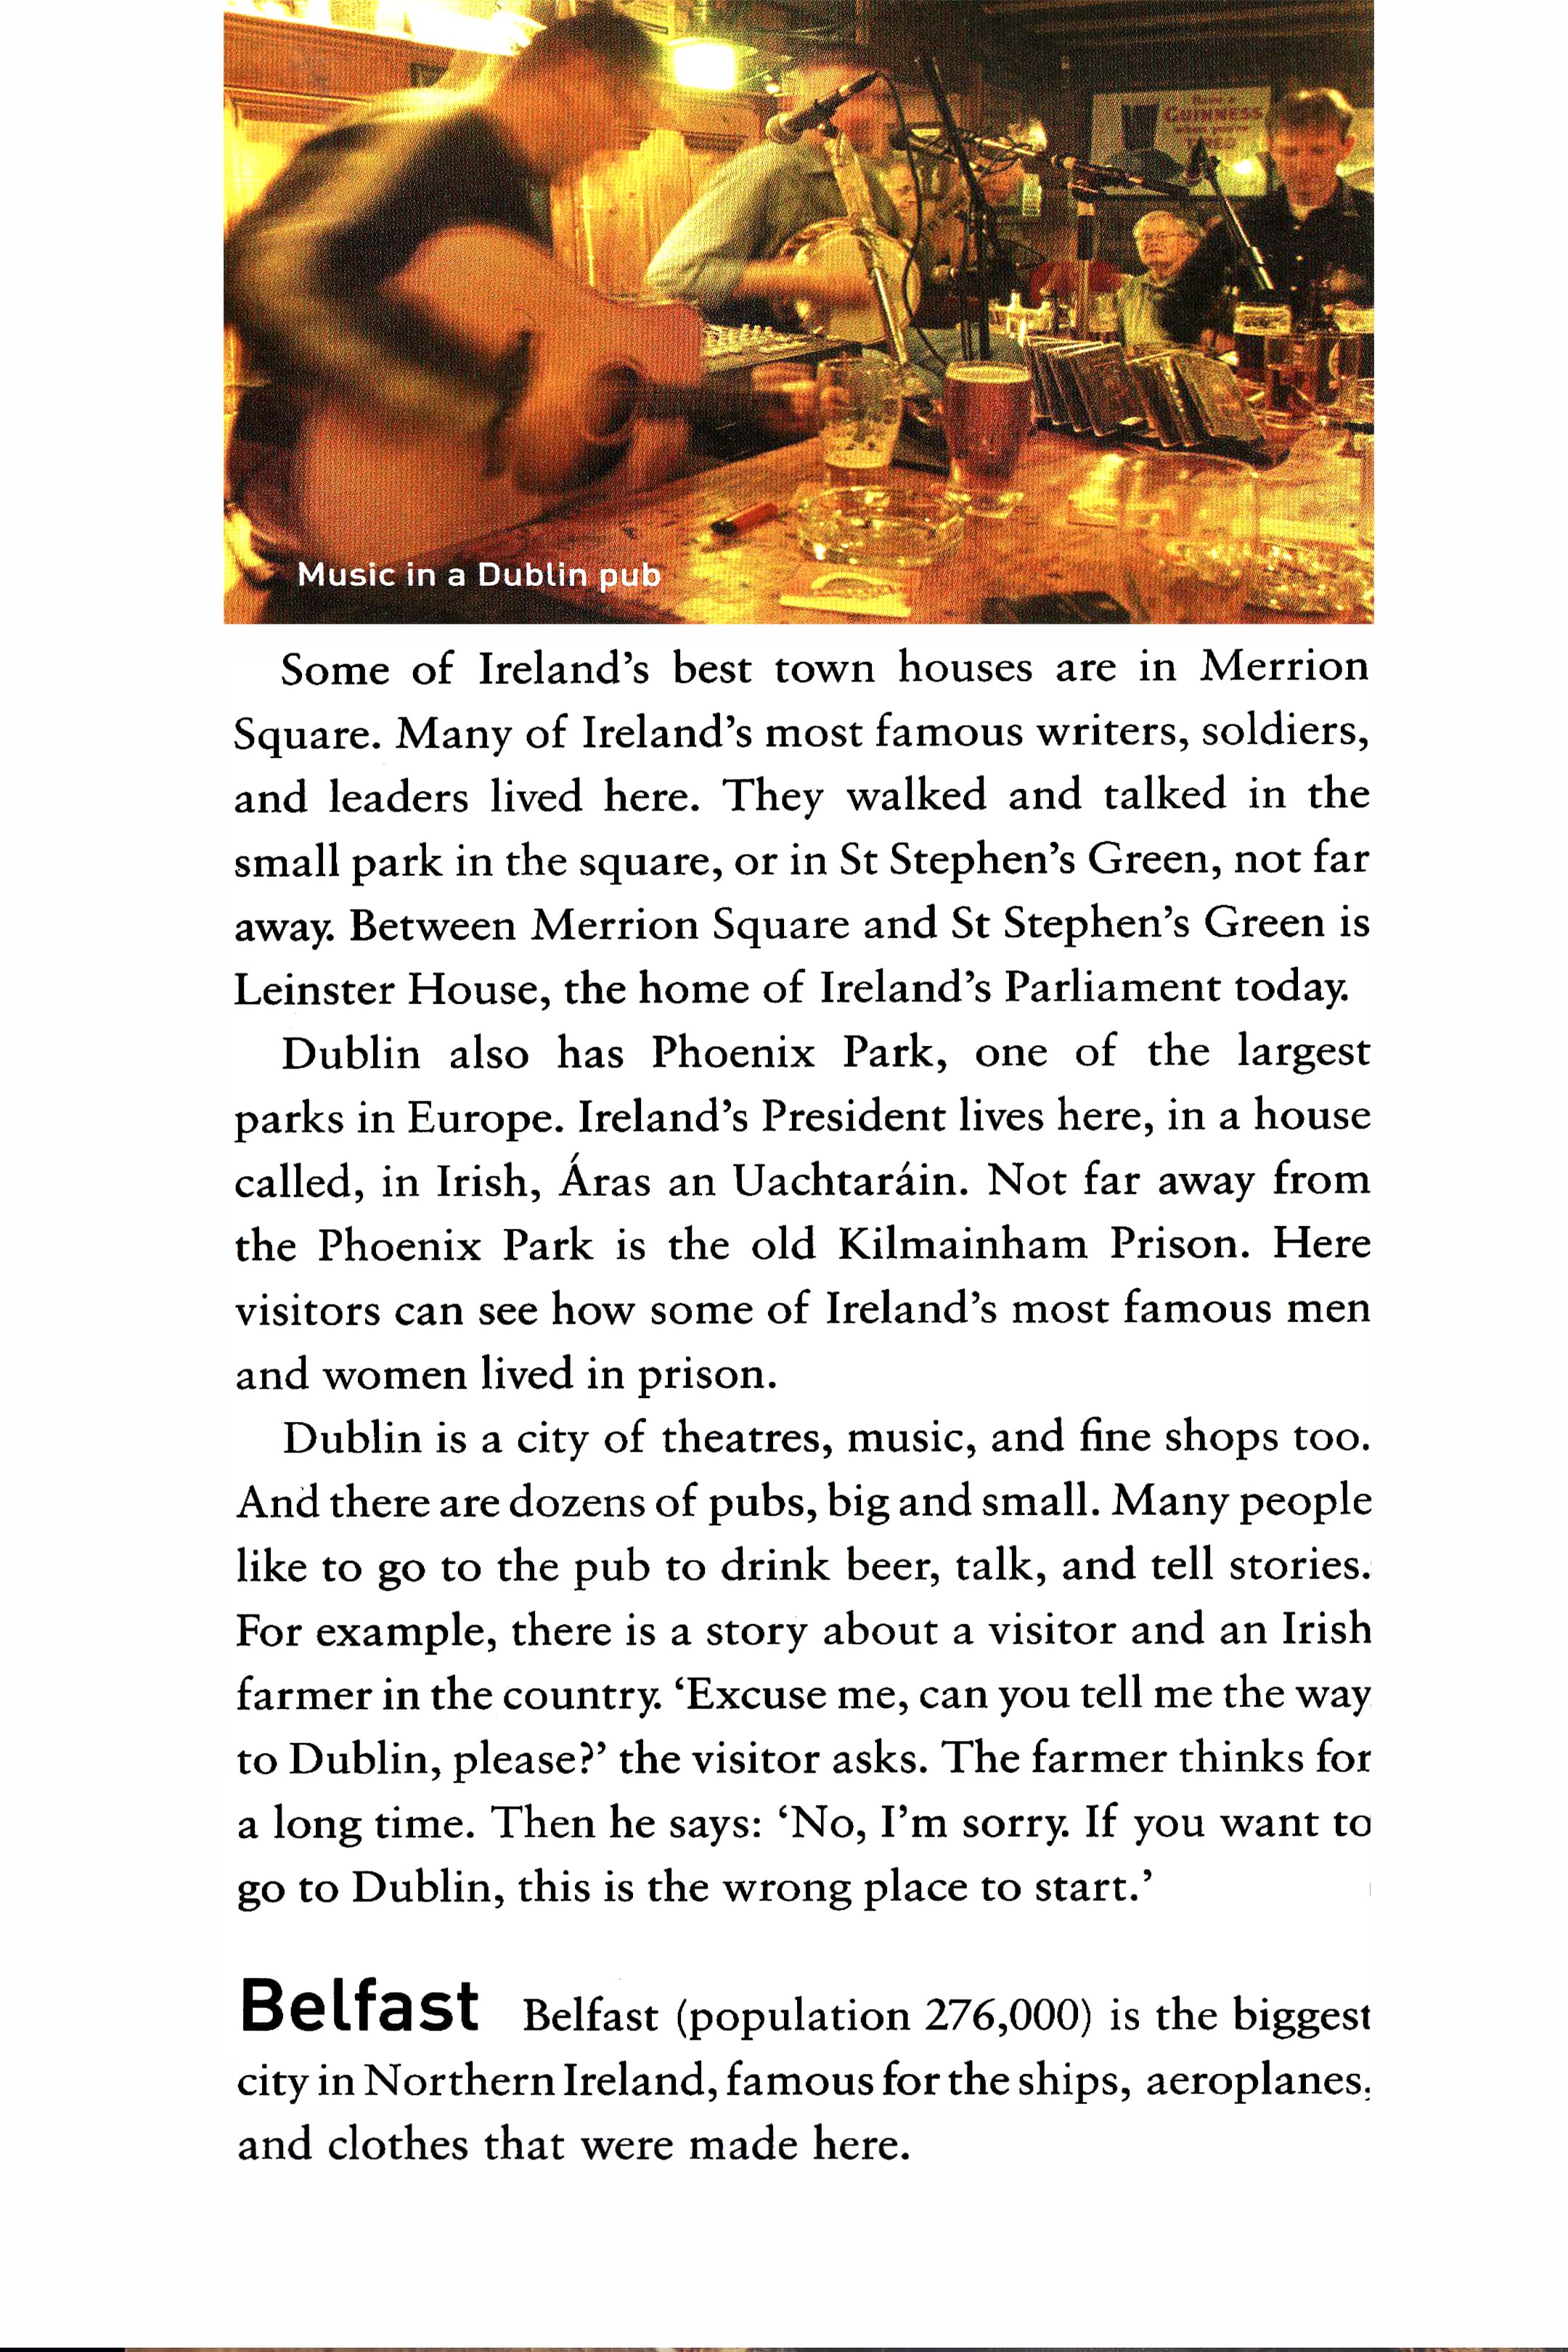 GUINNESS
Music in a Dublin pub
Some of Ireland's best town houses are in Merrion
Square. Many of Ireland's most famous writers, soldiers,
and leaders lived here. They walked and talked in the
small park in the square, or in St Stephen's Green, not far
away. Between Merrion Square and St Stephen's Green is
Leinster House, the home of Ireland's Parliament today.
Dublin also has Phoenix Park, one of the largest
parks in Europe. Ireland's President lives here, in a house
called, in Irish, Áras an Uachtaráin. Not far away from
the Phoenix Park is the old Kilmainham Prison. Here
visitors can see how some of Ireland's most famous men
and women lived in prison.
Dublin is a city of theatres, music, and fine shops too.
And there are dozens of pubs, big and small. Many people
like to go to the pub to drink beer, talk, and tell stories.
For example, there is a story about a visitor and an Irish
farmer in the country. ‘Excuse me, can you tell me the way
to Dublin, please?’ the visitor asks. The farmer thinks for
a long time. Then he says: ‘No, I'm sorry. If you want to
go to Dublin, this is the wrong place to start.’
Belfast Belfast (population 276,000) is the biggest
city in Northern Ireland, famous for the ships, aeroplanes,
and clothes that were made here.